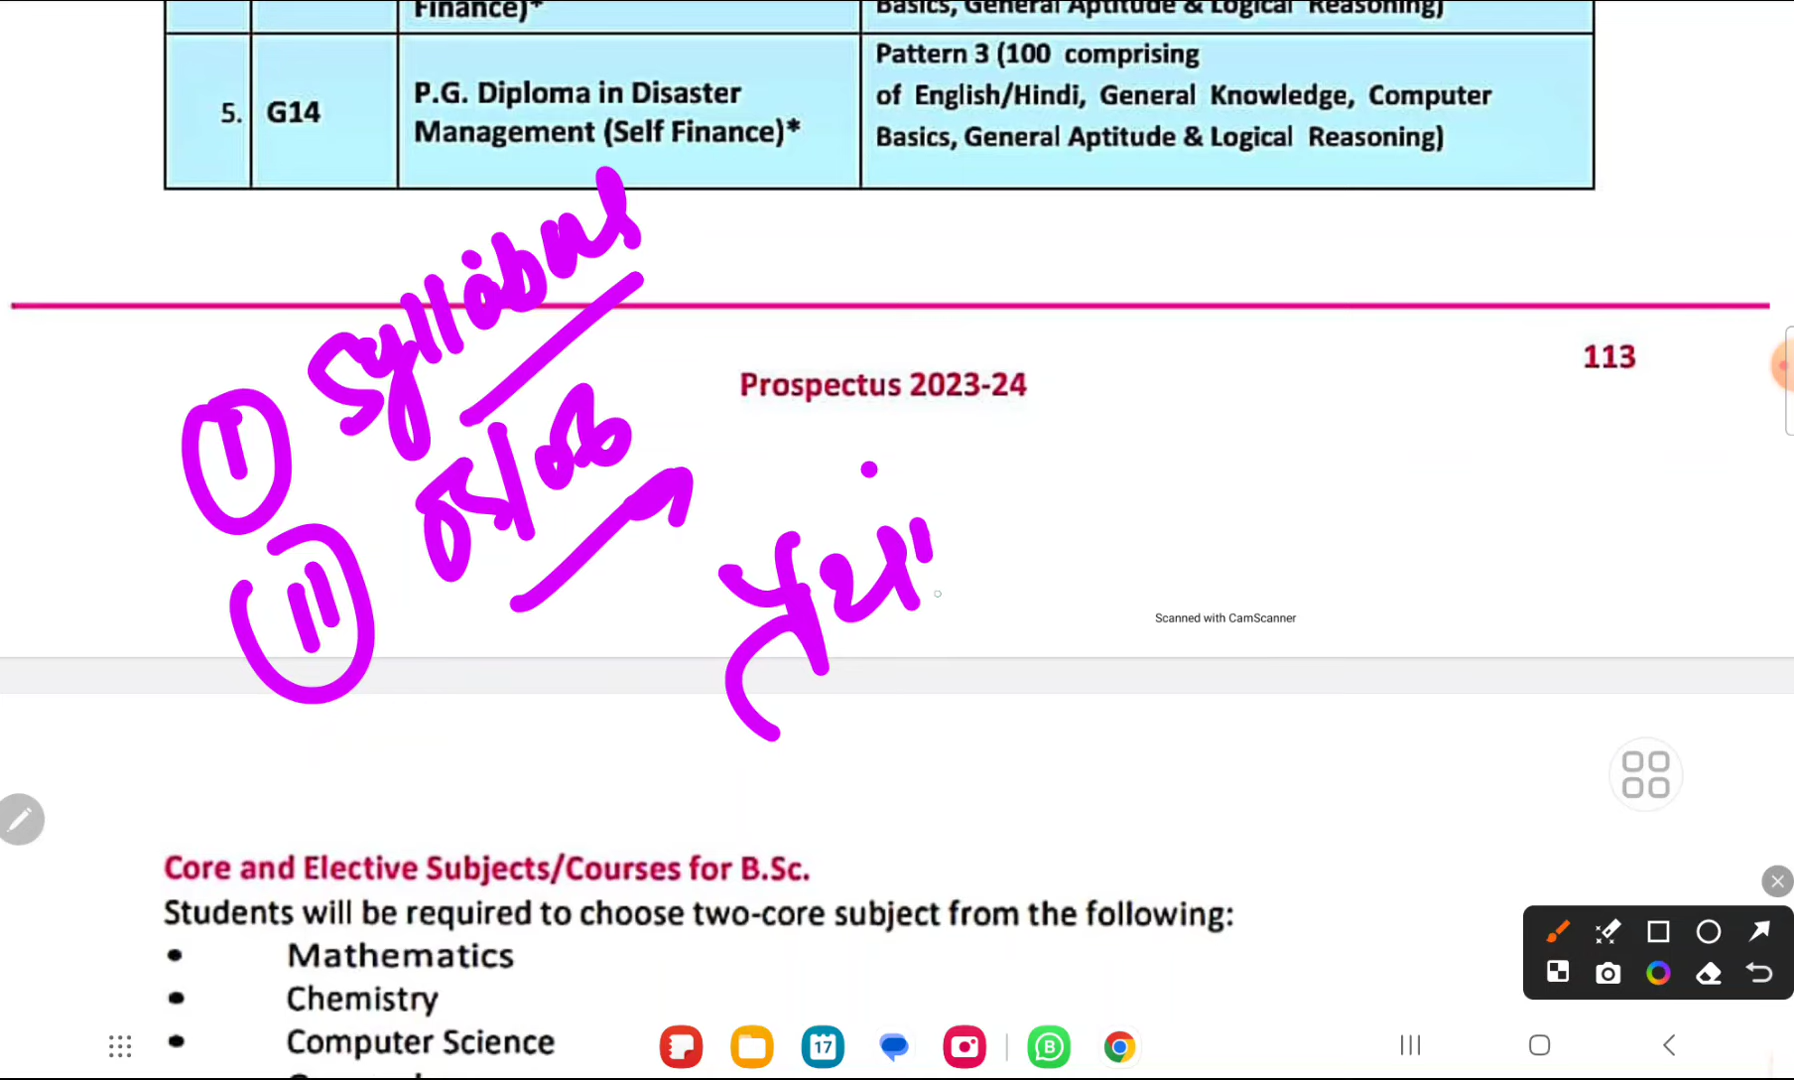 Finance)*
Basics, General Aptitude & Logical Reasoning)
5.
G14
P.G. Diploma in Disaster
Management (Self Finance)*
Pattern 3 (100 comprising
of English/Hindi, General Knowledge, Computer
Basics, General Aptitude & Logical Reasoning)
I
Syllabus
II
113
Prospectus 2023-24
Scanned with CamScanner
Core and Elective Subjects/Courses for B.Sc.
Students will be required to choose two-core subject from the following:
• Mathematics
• Chemistry
• Computer Science
17
B